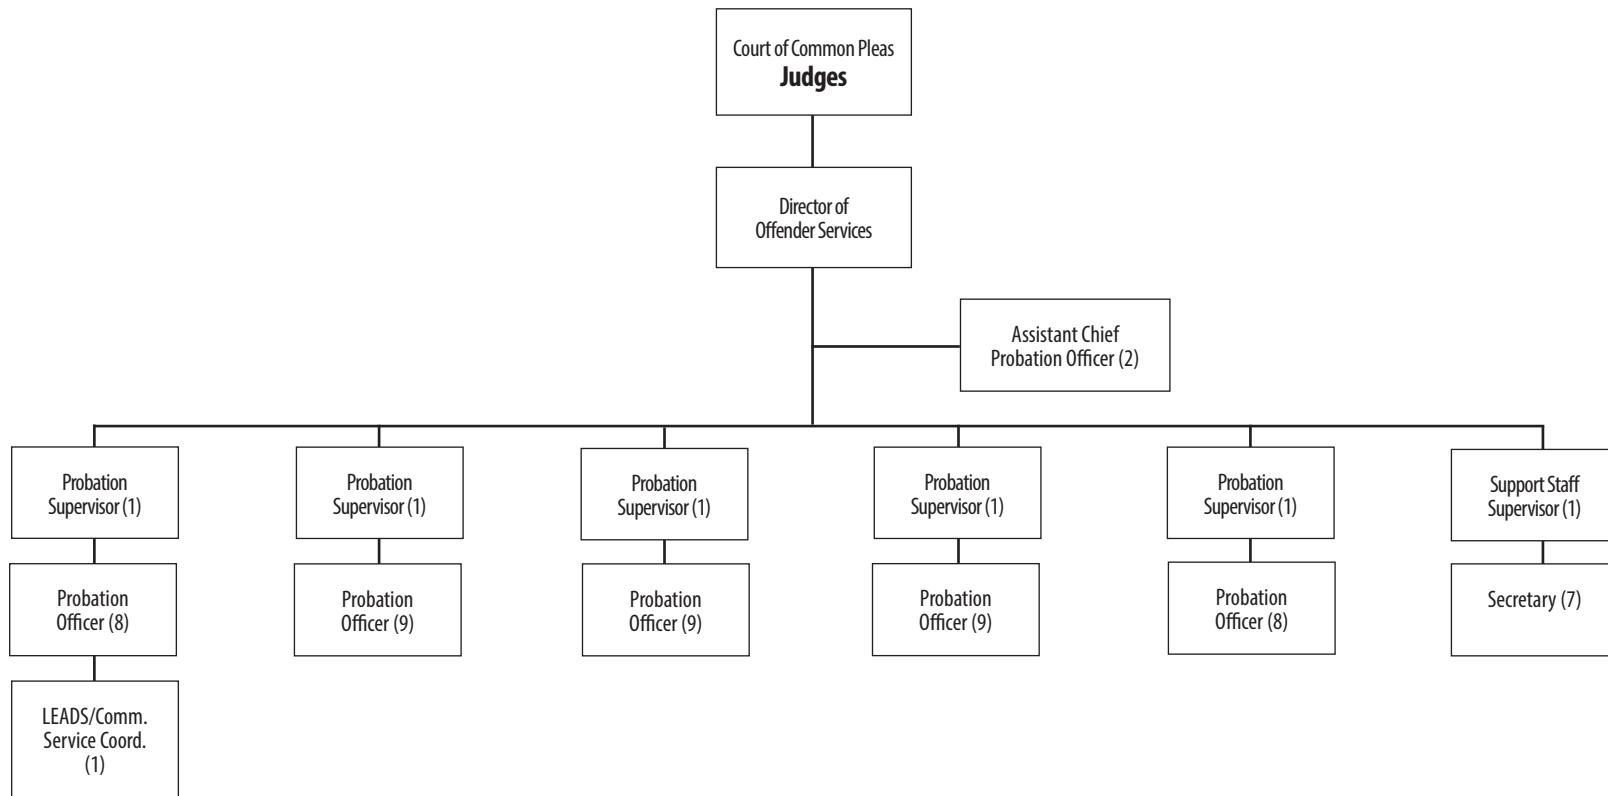 Court of Common Pleas
Judges
Director of
Offender Services
Assistant Chief
Probation Officer (2)
Probation
Supervisor (1)
Probation
Supervisor (1)
Probation
Supervisor (1)
Probation
Supervisor (1)
Probation
Supervisor (1)
Support Staff
Supervisor (1)
Probation
Officer (8)
Probation
Officer (9)
Probation
Officer (9)
Probation
Officer (9)
Probation
Officer (8)
Secretary (7)
LEADS/Comm.
Service Coord.
(1)